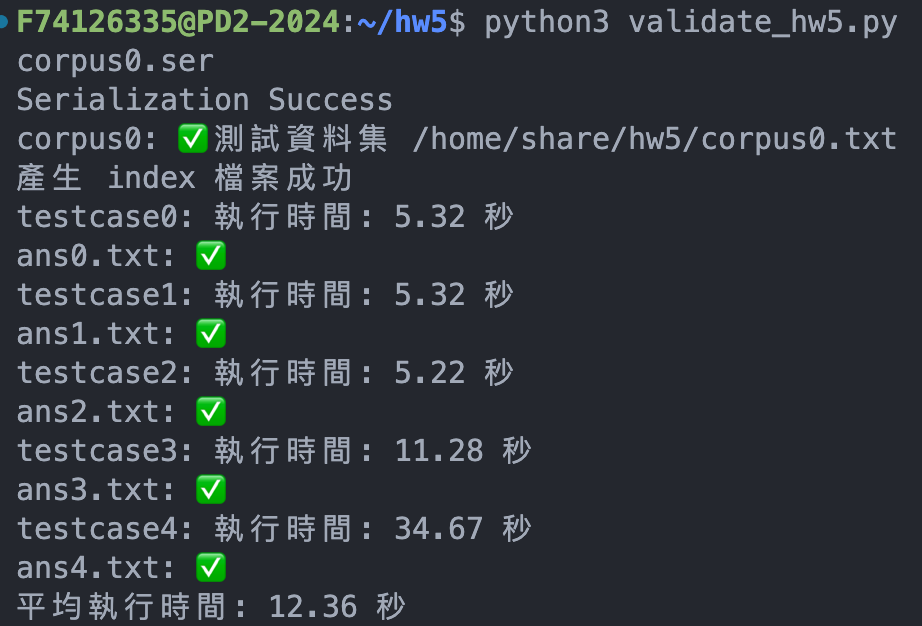 F74126335@PD2-2024:~/hw5$ python3 validate_hw5.py
corpus0.ser
Serialization Success
corpus0: ✅測試資料集 /home/share/hw5/corpus0.txt
產生 index 檔案成功
testcase0: 執行時間: 5.32 秒
ans0.txt: ✅
testcase1: 執行時間: 5.32 秒
ans1.txt: ✅
testcase2: 執行時間: 5.22 秒
ans2.txt: ✅
testcase3: 執行時間: 11.28 秒
ans3.txt: ✅
testcase4: 執行時間: 34.67 秒
ans4.txt: ✅
平均執行時間: 12.36 秒